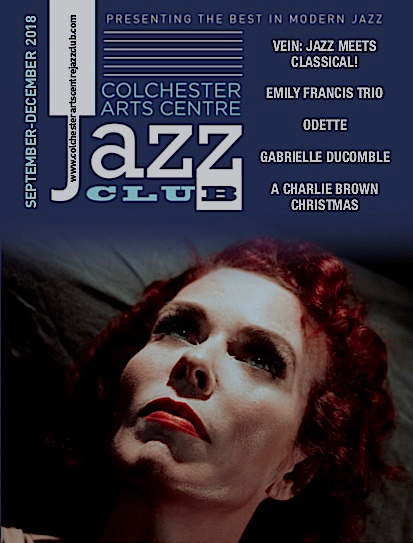 PRESENTING THE BEST IN MODERN JAZZ
SEPTEMBER-DECEMBER 2018
www.colchesterartscentrejazzclub.com
COLCHESTER
ARTS CENTRE
Jazz
CLUB
VEIN: JAZZ MEETS
CLASSICAL!
EMILY FRANCIS TRIO
ODETTE
GABRIELLE DUCOMBLE
A CHARLIE BROWN
CHRISTMAS